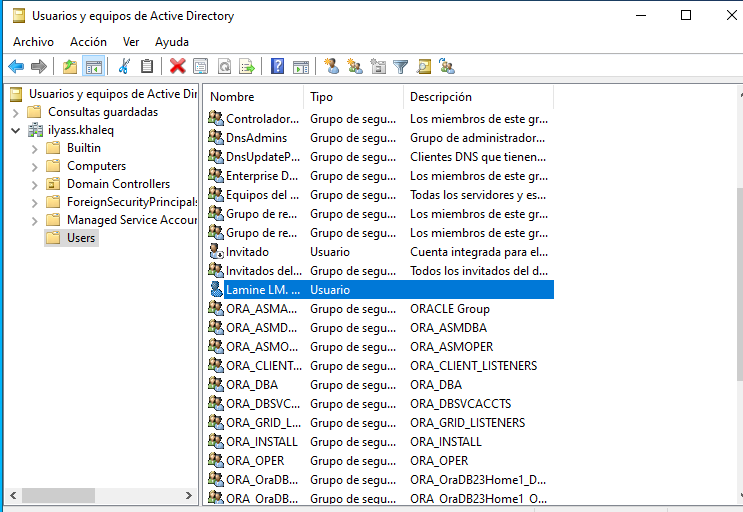 Usuarios y equipos de Active Directory
Archivo Acción Ver Ayuda
Usuarios y equipos de Active Dir
Consultas guardadas
ilyass.khaleq
Builtin
Computers
Domain Controllers
ForeignSecurityPrincipals
Managed Service Accour
Users
Nombre Tipo Descripción
Controlador... Grupo de segu... Los miembros de este gr...
DnsAdmins Grupo de segu... Grupo de administrador...
DnsUpdateP... Grupo de segu... Clientes DNS que tienen...
Enterprise D... Grupo de segu... Los miembros de este gr...
Equipos del ... Grupo de segu... Todas los servidores y es...
Grupo de re... Grupo de segu... Los miembros de este gr...
Grupo de re... Grupo de segu... Los miembros de este gr...
Invitado Usuario Cuenta integrada para el...
Invitados del... Grupo de segu... Todos los invitados del d...
Lamine LM. ... Usuario
ORA_ASMA... Grupo de segu... ORACLE Group
ORA_ASMD... Grupo de segu... ORA_ASMDBA
ORA_ASMO... Grupo de segu... ORA_ASMOPER
ORA_CLIENT... Grupo de segu... ORA_CLIENT_LISTENERS
ORA_DBA Grupo de segu... ORA_DBA
ORA_DBSVC... Grupo de segu... ORA_DBSVCACCTS
ORA_GRID_L... Grupo de segu... ORA_GRID_LISTENERS
ORA_INSTALL Grupo de segu... ORA_INSTALL
ORA_OPER Grupo de segu... ORA_OPER
ORA_OraDB... Grupo de segu... ORA_OraDB23Home1_D...
ORA_OraDB... Grupo de segu... ORA_OraDB23Home1_O...